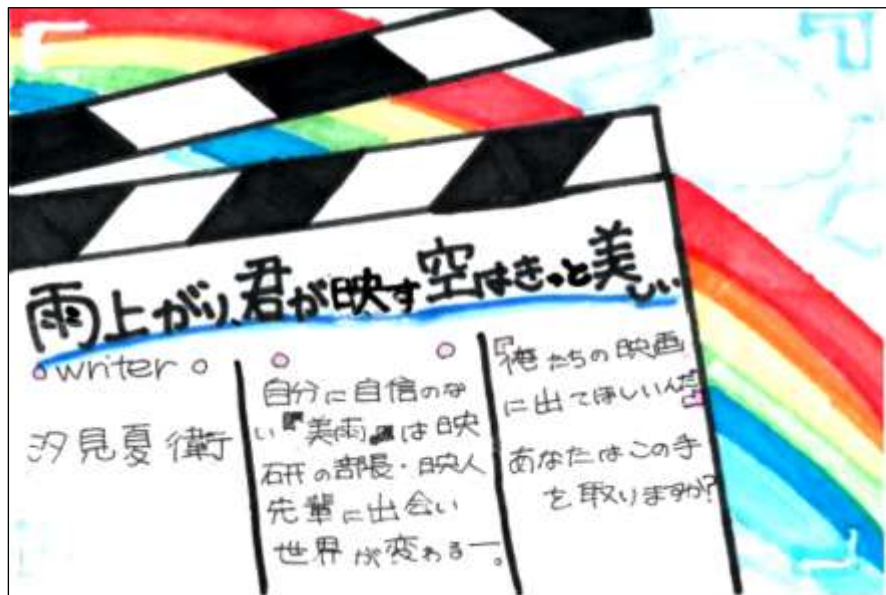 雨上がり、君が映す空はきっと美しい
writer
汐見夏衛
自分に自信のな
い『美雨』は映
研の部長・映人
先輩に出会い
世界が変わる―。
『俺たちの映画
に出てほしいんだ』
あなたはこの手
を取りますか?